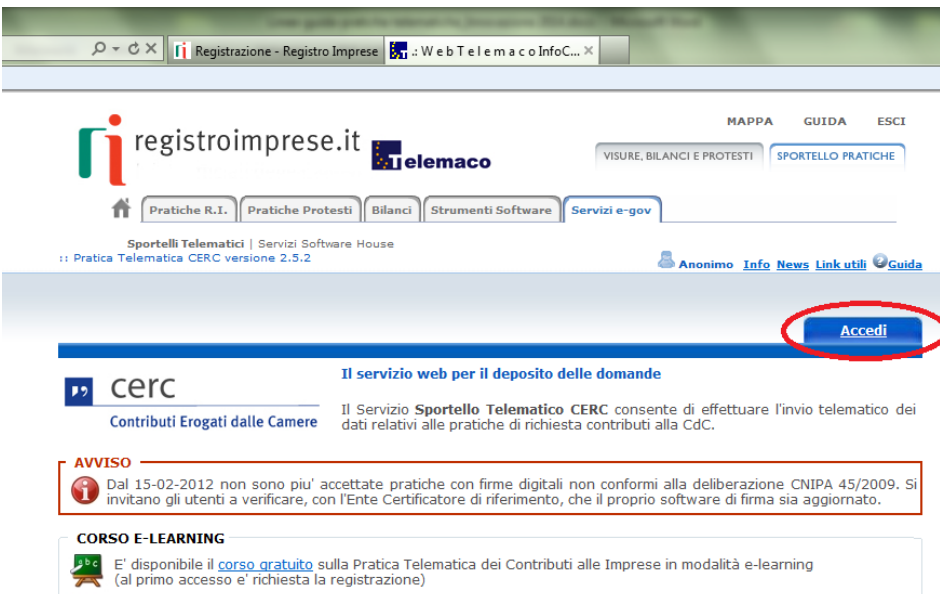 Registrazione - Registro Imprese
.: W e b T e l e m a c o InfoC...
registroimprese.it
Telemaco
MAPPA GUIDA ESCI
VISURE, BILANCI E PROTESTI SPORTELLO PRATICHE
Pratiche R.I. Pratiche Protesti Bilanci Strumenti Software Servizi e-gov
Sportelli Telematici | Servizi Software House
:: Pratica Telematica CERC versione 2.5.2
Anonimo Info News Link utili Guida
Accedi
cerc
Contributi Erogati dalle Camere
Il servizio web per il deposito delle domande
Il Servizio Sportello Telematico CERC consente di effettuare l'invio telematico dei
dati relativi alle pratiche di richiesta contributi alla CdC.
AVVISO
Dal 15-02-2012 non sono piu' accettate pratiche con firme digitali non conformi alla deliberazione CNIPA 45/2009. Si
invitano gli utenti a verificare, con l'Ente Certificatore di riferimento, che il proprio software di firma sia aggiornato.
CORSO E-LEARNING
abc
E' disponibile il corso gratuito sulla Pratica Telematica dei Contributi alle Imprese in modalità e-learning
(al primo accesso e' richiesta la registrazione)